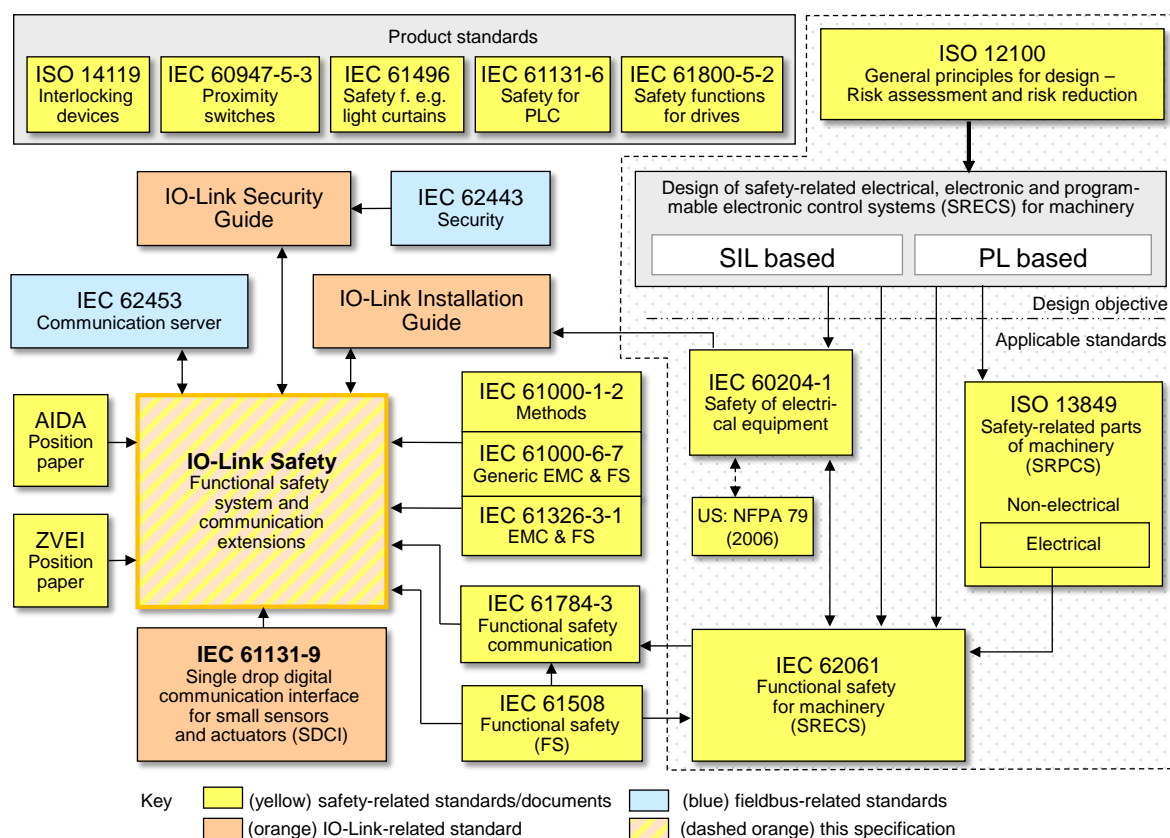 Product standards
ISO 14119
Interlocking
devices
IEC 60947-5-3
Proximity
switches
IEC 61496
Safety f. e.g.
light curtains
IEC 61131-6
Safety for
PLC
IEC 61800-5-2
Safety functions
for drives
ISO 12100
General principles for design –
Risk assessment and risk reduction
Design of safety-related electrical, electronic and program-
mable electronic control systems (SRECS) for machinery
SIL based
PL based
Design objective
Applicable standards
IO-Link Security
Guide
IEC 62443
Security
IEC 62453
Communication server
IO-Link Installation
Guide
AIDA
Position
paper
ZVEI
Position
paper
IO-Link Safety
Functional safety
system and
communication
extensions
IEC 61000-1-2
Methods
IEC 61000-6-7
Generic EMC & FS
IEC 61326-3-1
EMC & FS
IEC 60204-1
Safety of electri-
cal equipment
US: NFPA 79
(2006)
ISO 13849
Safety-related parts
of machinery
(SRPCS)
Non-electrical
Electrical
IEC 61784-3
Functional safety
communication
IEC 61131-9
Single drop digital
communication interface
for small sensors
and actuators (SDCI)
IEC 61508
Functional safety
(FS)
IEC 62061
Functional safety
for machinery
(SRECS)
Key
(yellow) safety-related standards/documents
(blue) fieldbus-related standards
(orange) IO-Link-related standard
(dashed orange) this specification